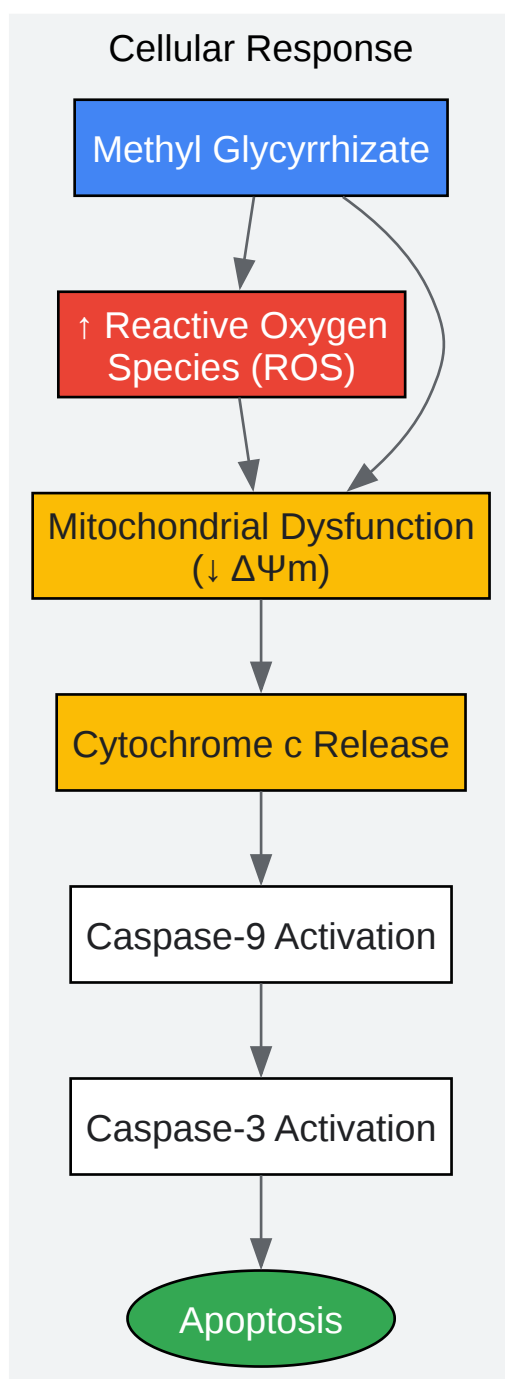 Cellular Response
Methyl Glycyrrhizate
↑ Reactive Oxygen
Species (ROS)
Mitochondrial Dysfunction
(↓ ΔΨm)
Cytochrome c Release
Caspase-9 Activation
Caspase-3 Activation
Apoptosis